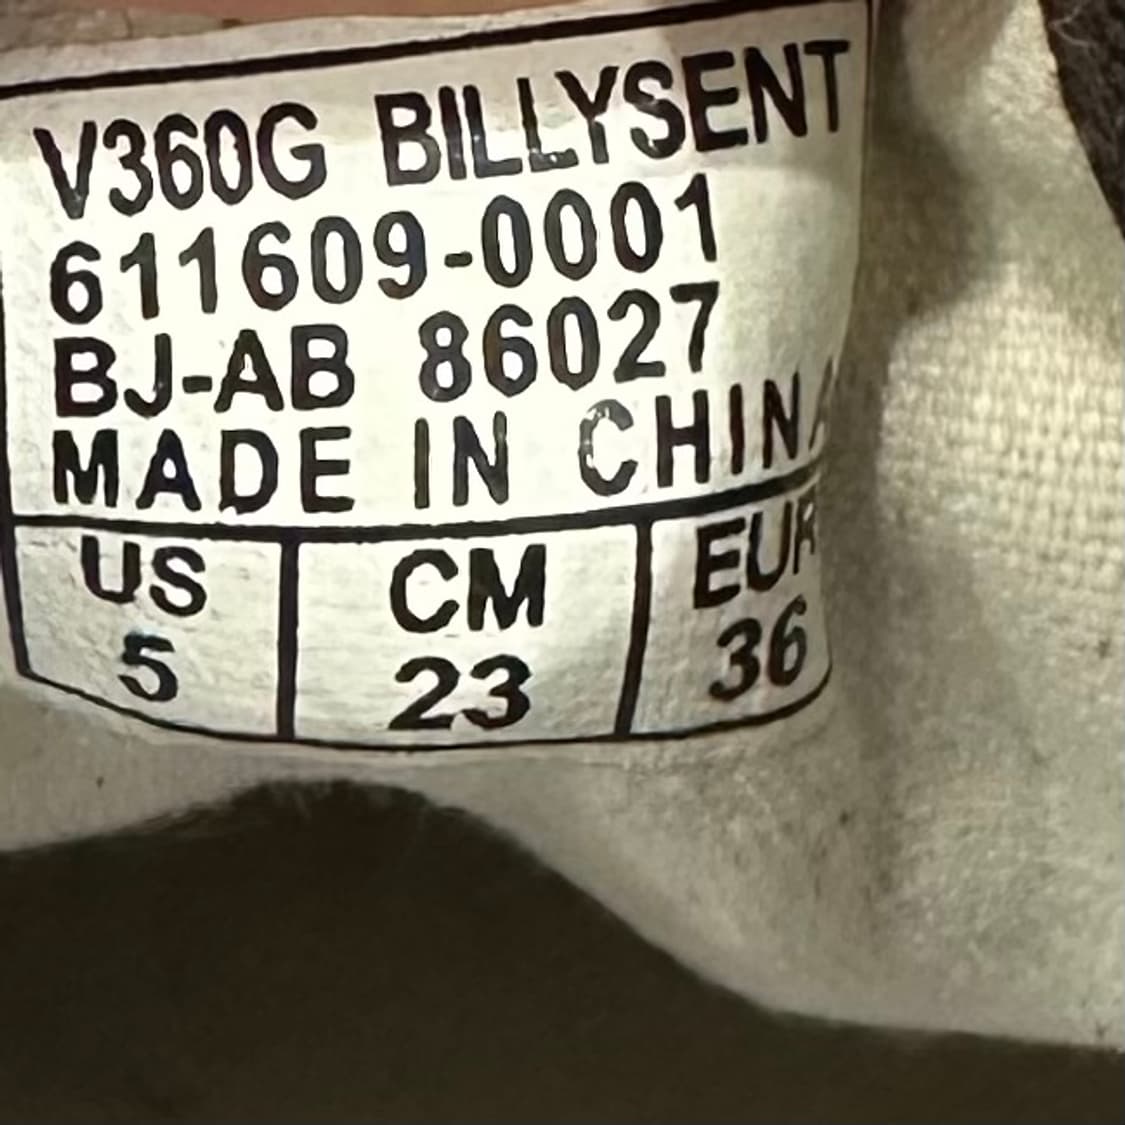 V360G BILLYSENT
611609-0001
BJ-AB 86027
MADE IN CHINA
US CM EUR
5 23 36